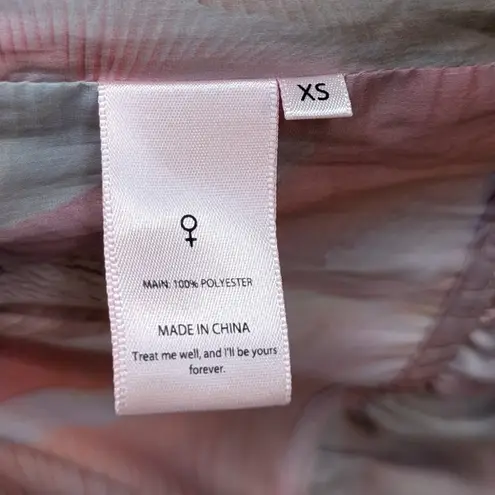 XS
♀
MAIN: 100% POLYESTER
MADE IN CHINA
Treat me well, and I'll be yours
forever.